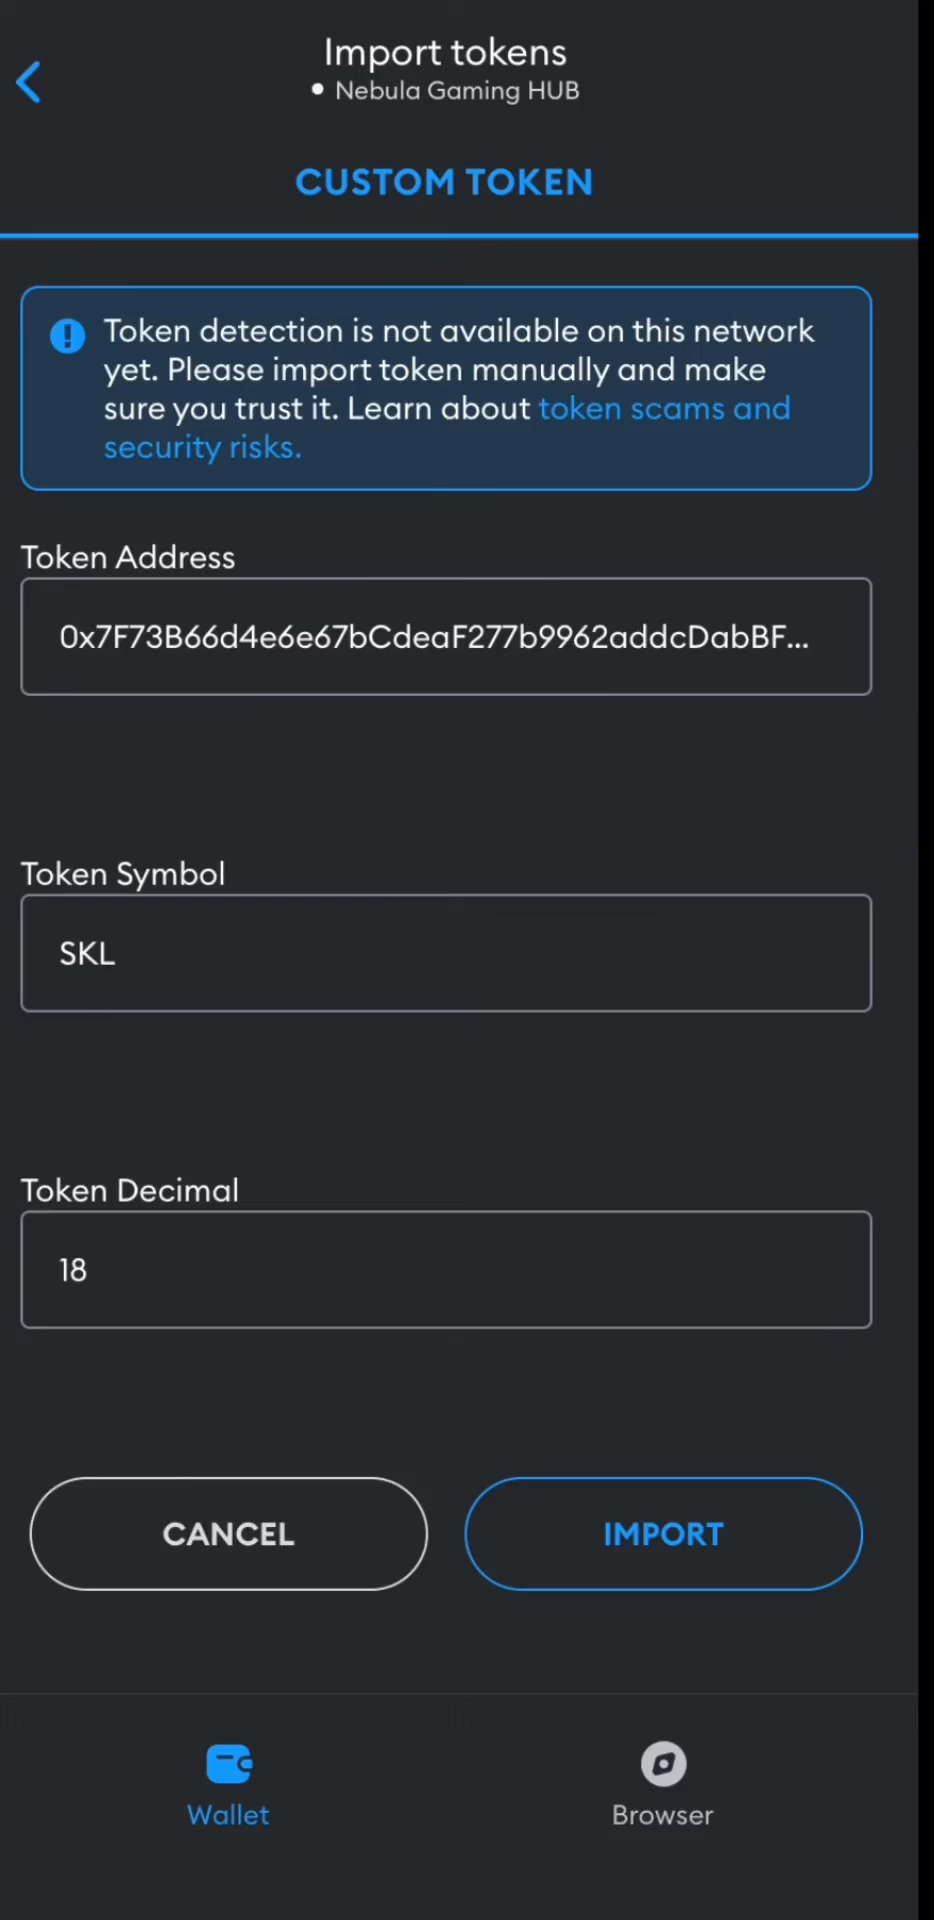 Import tokens
Nebula Gaming HUB
CUSTOM TOKEN
Token detection is not available on this network
yet. Please import token manually and make
sure you trust it. Learn about token scams and
security risks.
Token Address
0x7F73B66d4e6e67bCdeaF277b9962addcDabBF...
Token Symbol
SKL
Token Decimal
18
CANCEL
IMPORT
Wallet
Browser